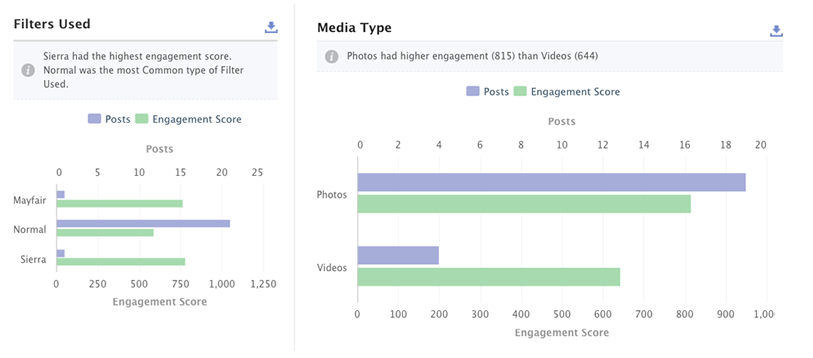 Filters Used
Sierra had the highest engagement score.
Normal was the most Common type of Filter
Used.
Posts Engagement Score
Posts
0 5 10 15 20 25
Mayfair
Normal
Sierra
0 250 500 750 1,000 1,250
Engagement Score
Media Type
Photos had higher engagement (815) than Videos (644)
Posts Engagement Score
Posts
0 2 4 6 8 10 12 14 16 18 20
Photos
Videos
0 100 200 300 400 500 600 700 800 900 1,00
Engagement Score